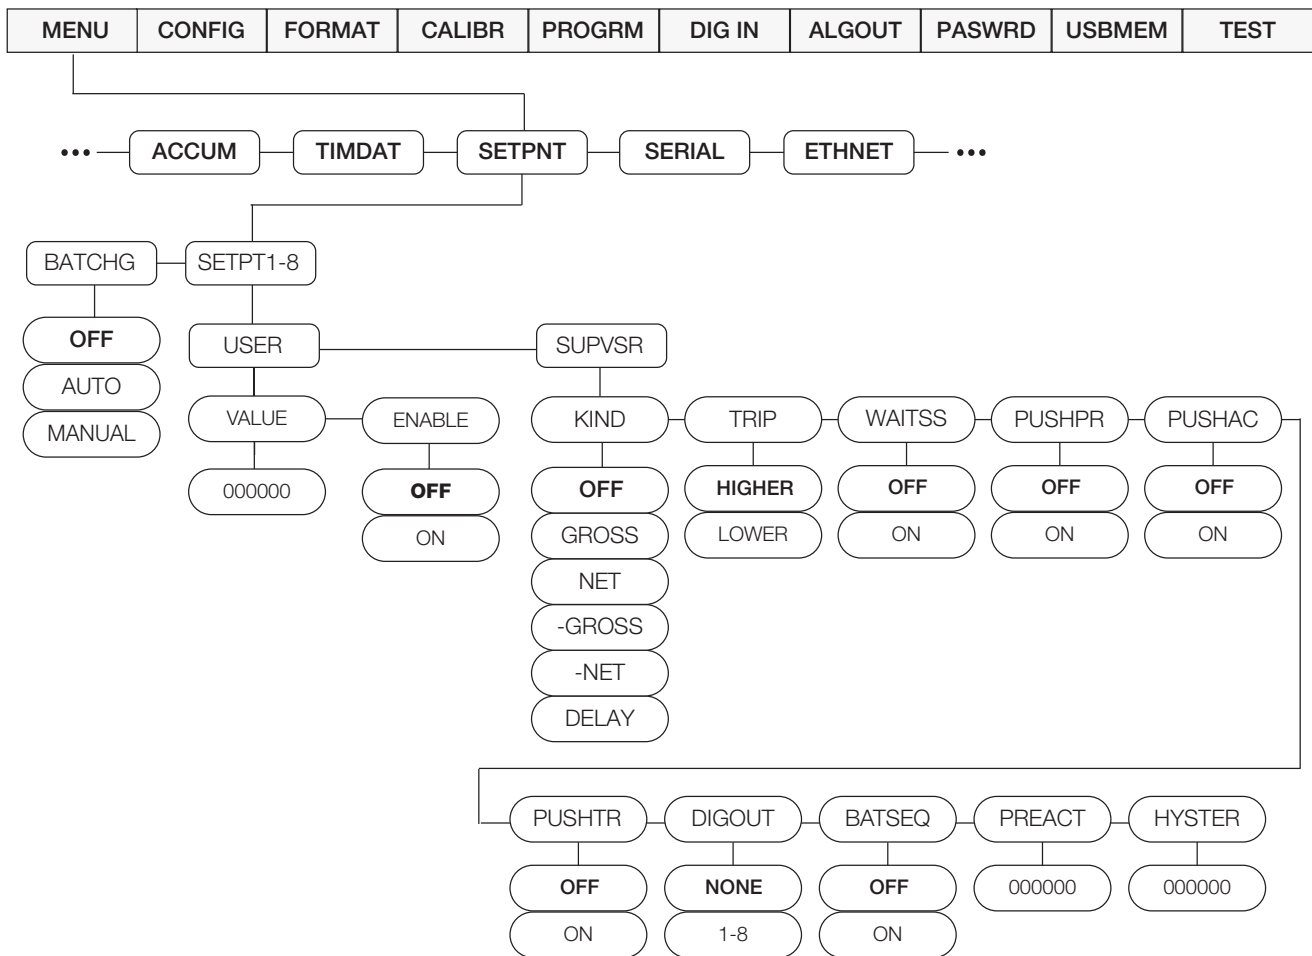 MENU CONFIG FORMAT CALIBR PROGRM DIG IN ALGOUT PASWRD USBMEM TEST
••• ACCUM TIMDAT SETPNT SERIAL ETHNET •••
BATCHG SETPT1-8
OFF USER SUPVSR
AUTO
MANUAL VALUE ENABLE KIND TRIP WAITSS PUSHPR PUSHAC
000000 OFF OFF HIGHER OFF OFF OFF
ON GROSS LOWER ON ON ON
NET
-GROSS
-NET
DELAY
PUSHTR DIGOUT BATSEQ PREACT HYSTER
OFF NONE OFF 000000 000000
ON 1-8 ON